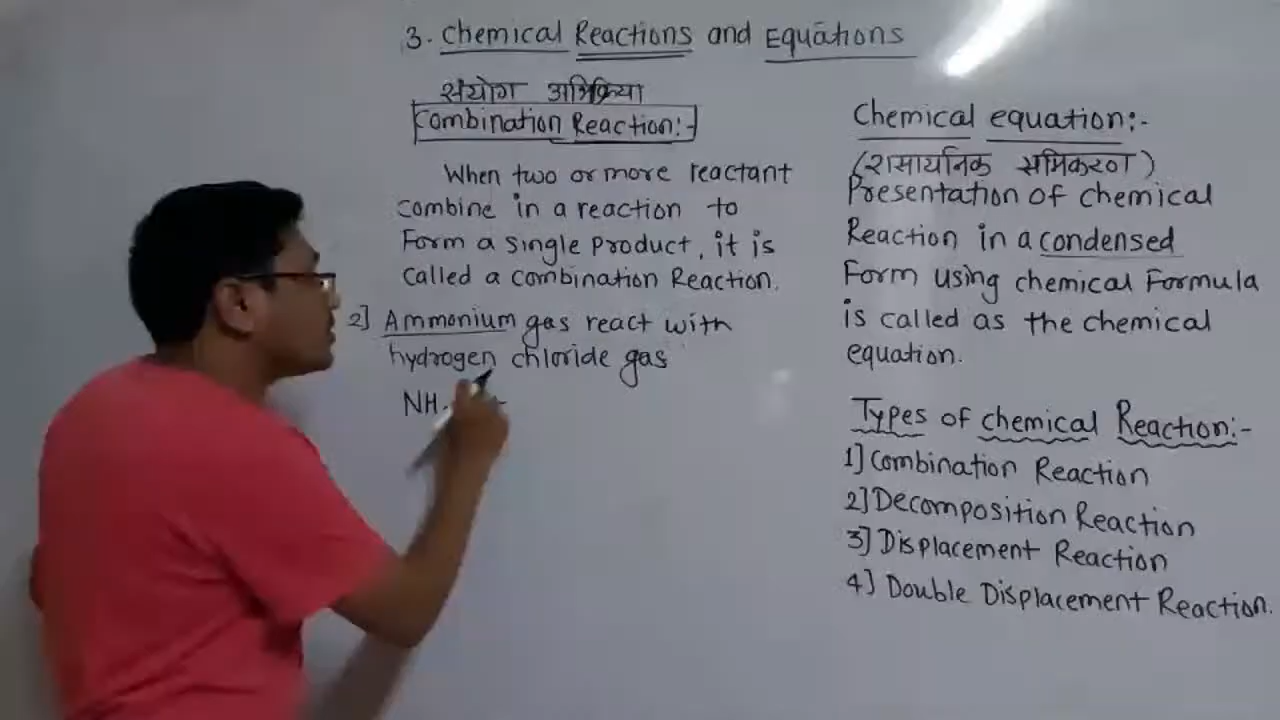 3. Chemical Reactions and Equations
संयोग अभिक्रिया
Combination Reaction:-
When two or more reactant
combine in a reaction to
Form a single product, it is
called a combination Reaction.
2] Ammonium gas react with
hydrogen chloride gas
NH
Chemical equation:-
(रासायनिक समिकरण)
Presentation of chemical
Reaction in a condensed
Form using chemical Formula
is called as the chemical
equation.
Types of chemical Reaction:-
1] Combination Reaction
2] Decomposition Reaction
3] Displacement Reaction
4] Double Displacement Reaction.